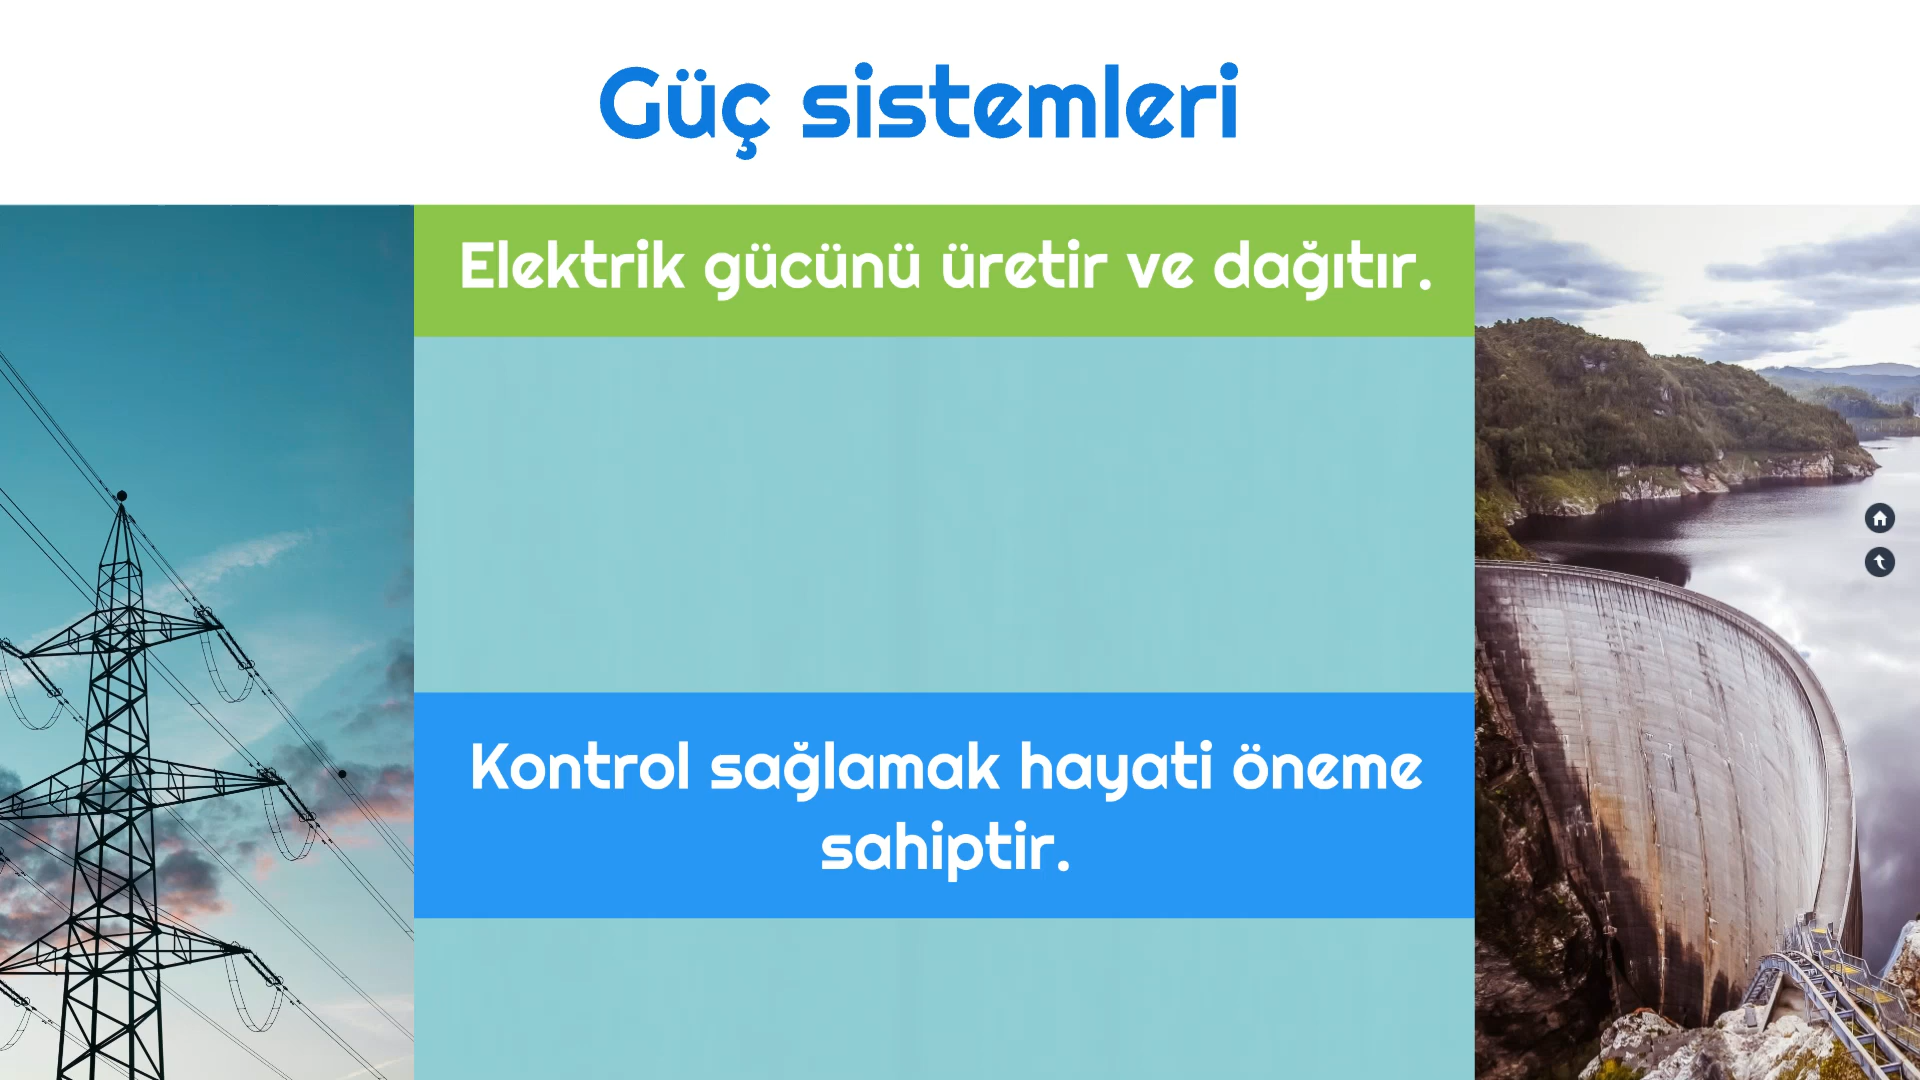 Güç sistemleri
Elektrik gücünü üretir ve dağıtır.
Kontrol sağlamak hayati öneme
sahiptir.